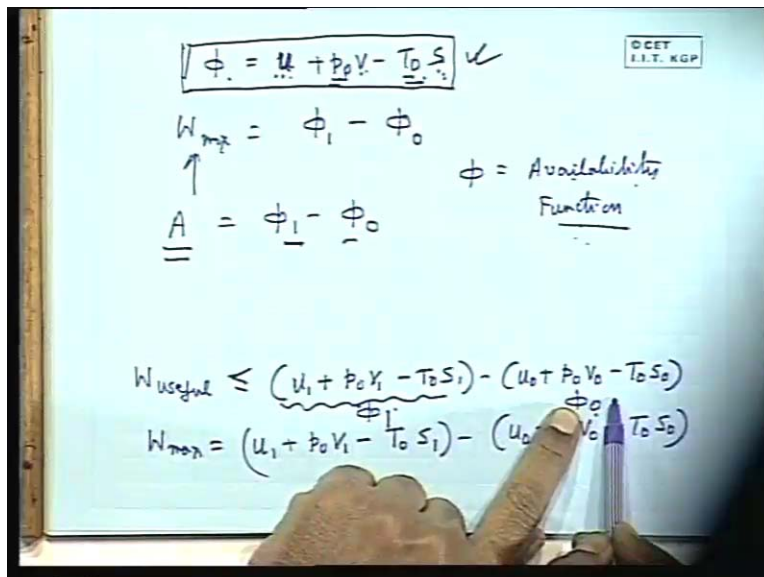 φ = u + p₀v - T₀s
© CET
I.I.T. KGP
Wmax = φ₁ - φ₀
φ = Availability
Function
A = φ₁ - φ₀
Wuseful ≤ (u₁ + p₀v₁ - T₀s₁) - (u₀ + p₀v₀ - T₀s₀)
φ₁ φ₀
Wmax = (u₁ + p₀v₁ - T₀s₁) - (u₀ v₀ T₀s₀)